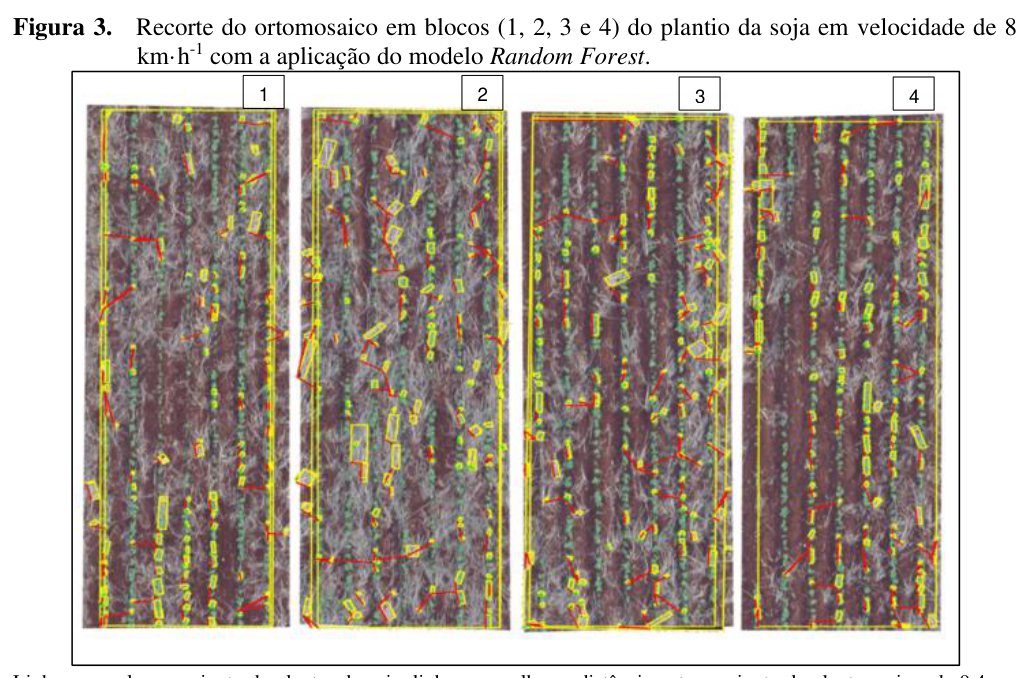 Figura 3. Recorte do ortomosaico em blocos (1, 2, 3 e 4) do plantio da soja em velocidade de 8
km·h-1 com a aplicação do modelo Random Forest.
1
2
3
4